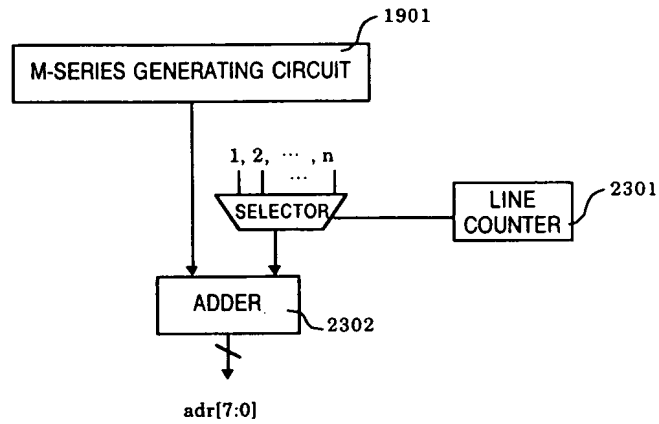 1901
M-SERIES GENERATING CIRCUIT
1, 2, ··· , n
···
SELECTOR
LINE
COUNTER
2301
ADDER
2302
adr[7:0]